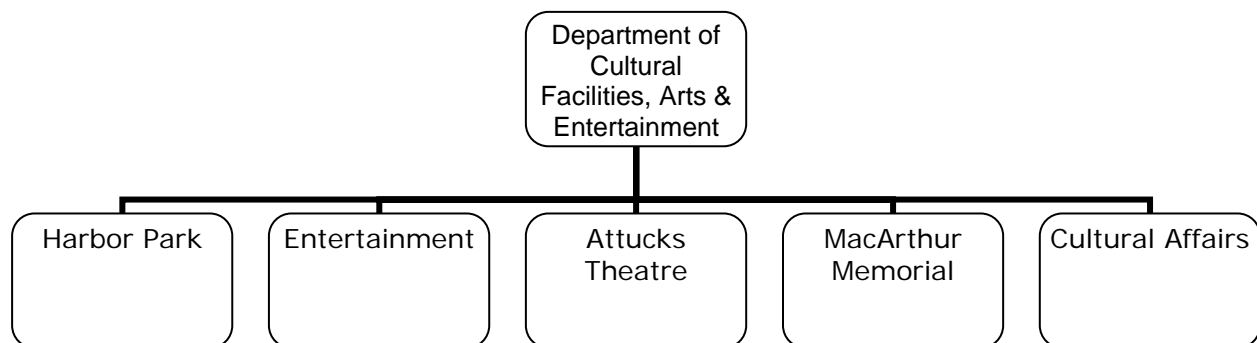 Department of
Cultural
Facilities, Arts &
Entertainment
Harbor Park
Entertainment
Attucks
Theatre
MacArthur
Memorial
Cultural Affairs